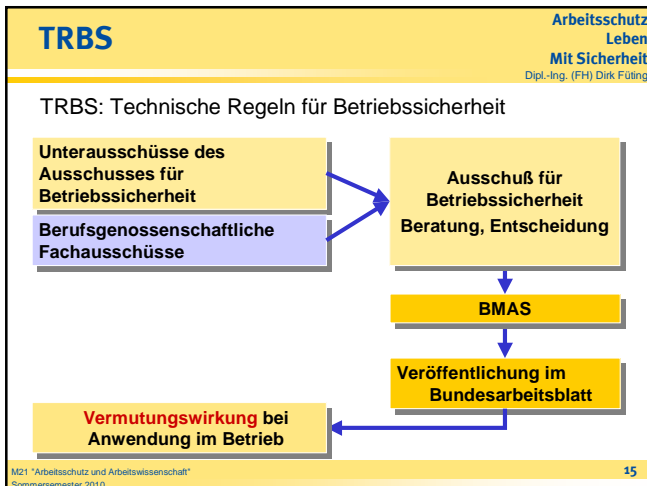 TRBS
Arbeitsschutz
Leben
Mit Sicherheit
Dipl.-Ing. (FH) Dirk Füting
TRBS: Technische Regeln für Betriebssicherheit
Unterausschüsse des
Ausschusses für
Betriebssicherheit
Berufsgenossenschaftliche
Fachausschüsse
Ausschuß für
Betriebssicherheit
Beratung, Entscheidung
BMAS
Veröffentlichung im
Bundesarbeitsblatt
Vermutungswirkung bei
Anwendung im Betrieb
M21 "Arbeitsschutz und Arbeitswissenschaft"
Sommersemester 2010
15